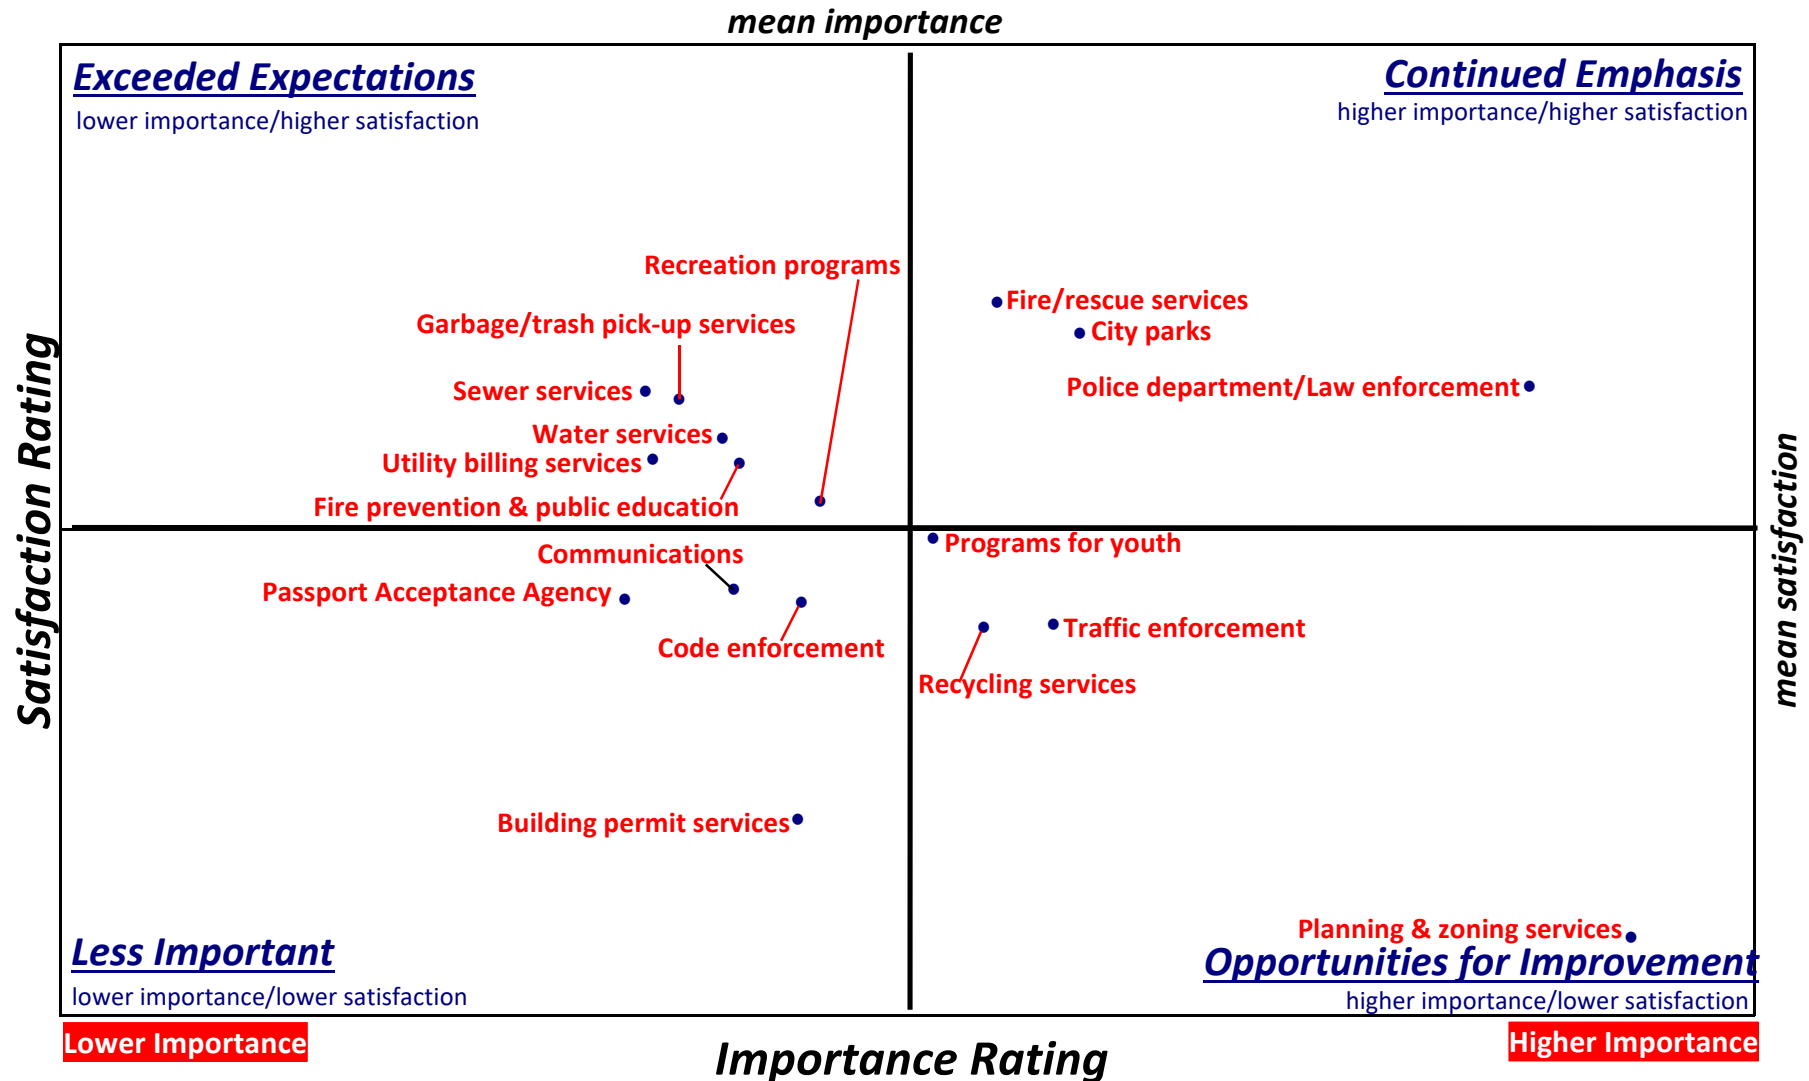 mean importance
Exceeded Expectations
lower importance/higher satisfaction
Continued Emphasis
higher importance/higher satisfaction
Recreation programs
Fire/rescue services
Garbage/trash pick-up services
City parks
Sewer services
Police department/Law enforcement
Water services
Utility billing services
Fire prevention & public education
Satisfaction Rating
mean satisfaction
Communications
Programs for youth
Passport Acceptance Agency
Code enforcement
Traffic enforcement
Recycling services
Building permit services
Planning & zoning services
Less Important
lower importance/lower satisfaction
Opportunities for Improvement
higher importance/lower satisfaction
Lower Importance
Importance Rating
Higher Importance